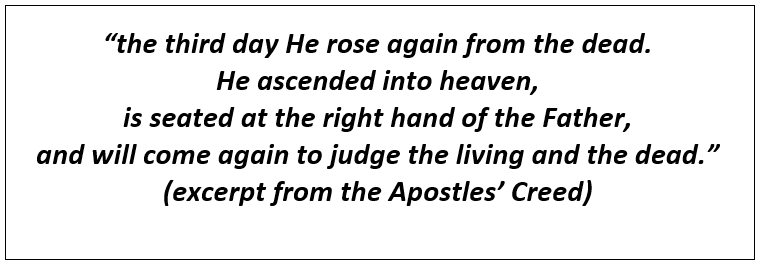 “the third day He rose again from the dead.
He ascended into heaven,
is seated at the right hand of the Father,
and will come again to judge the living and the dead.”
(excerpt from the Apostles’ Creed)